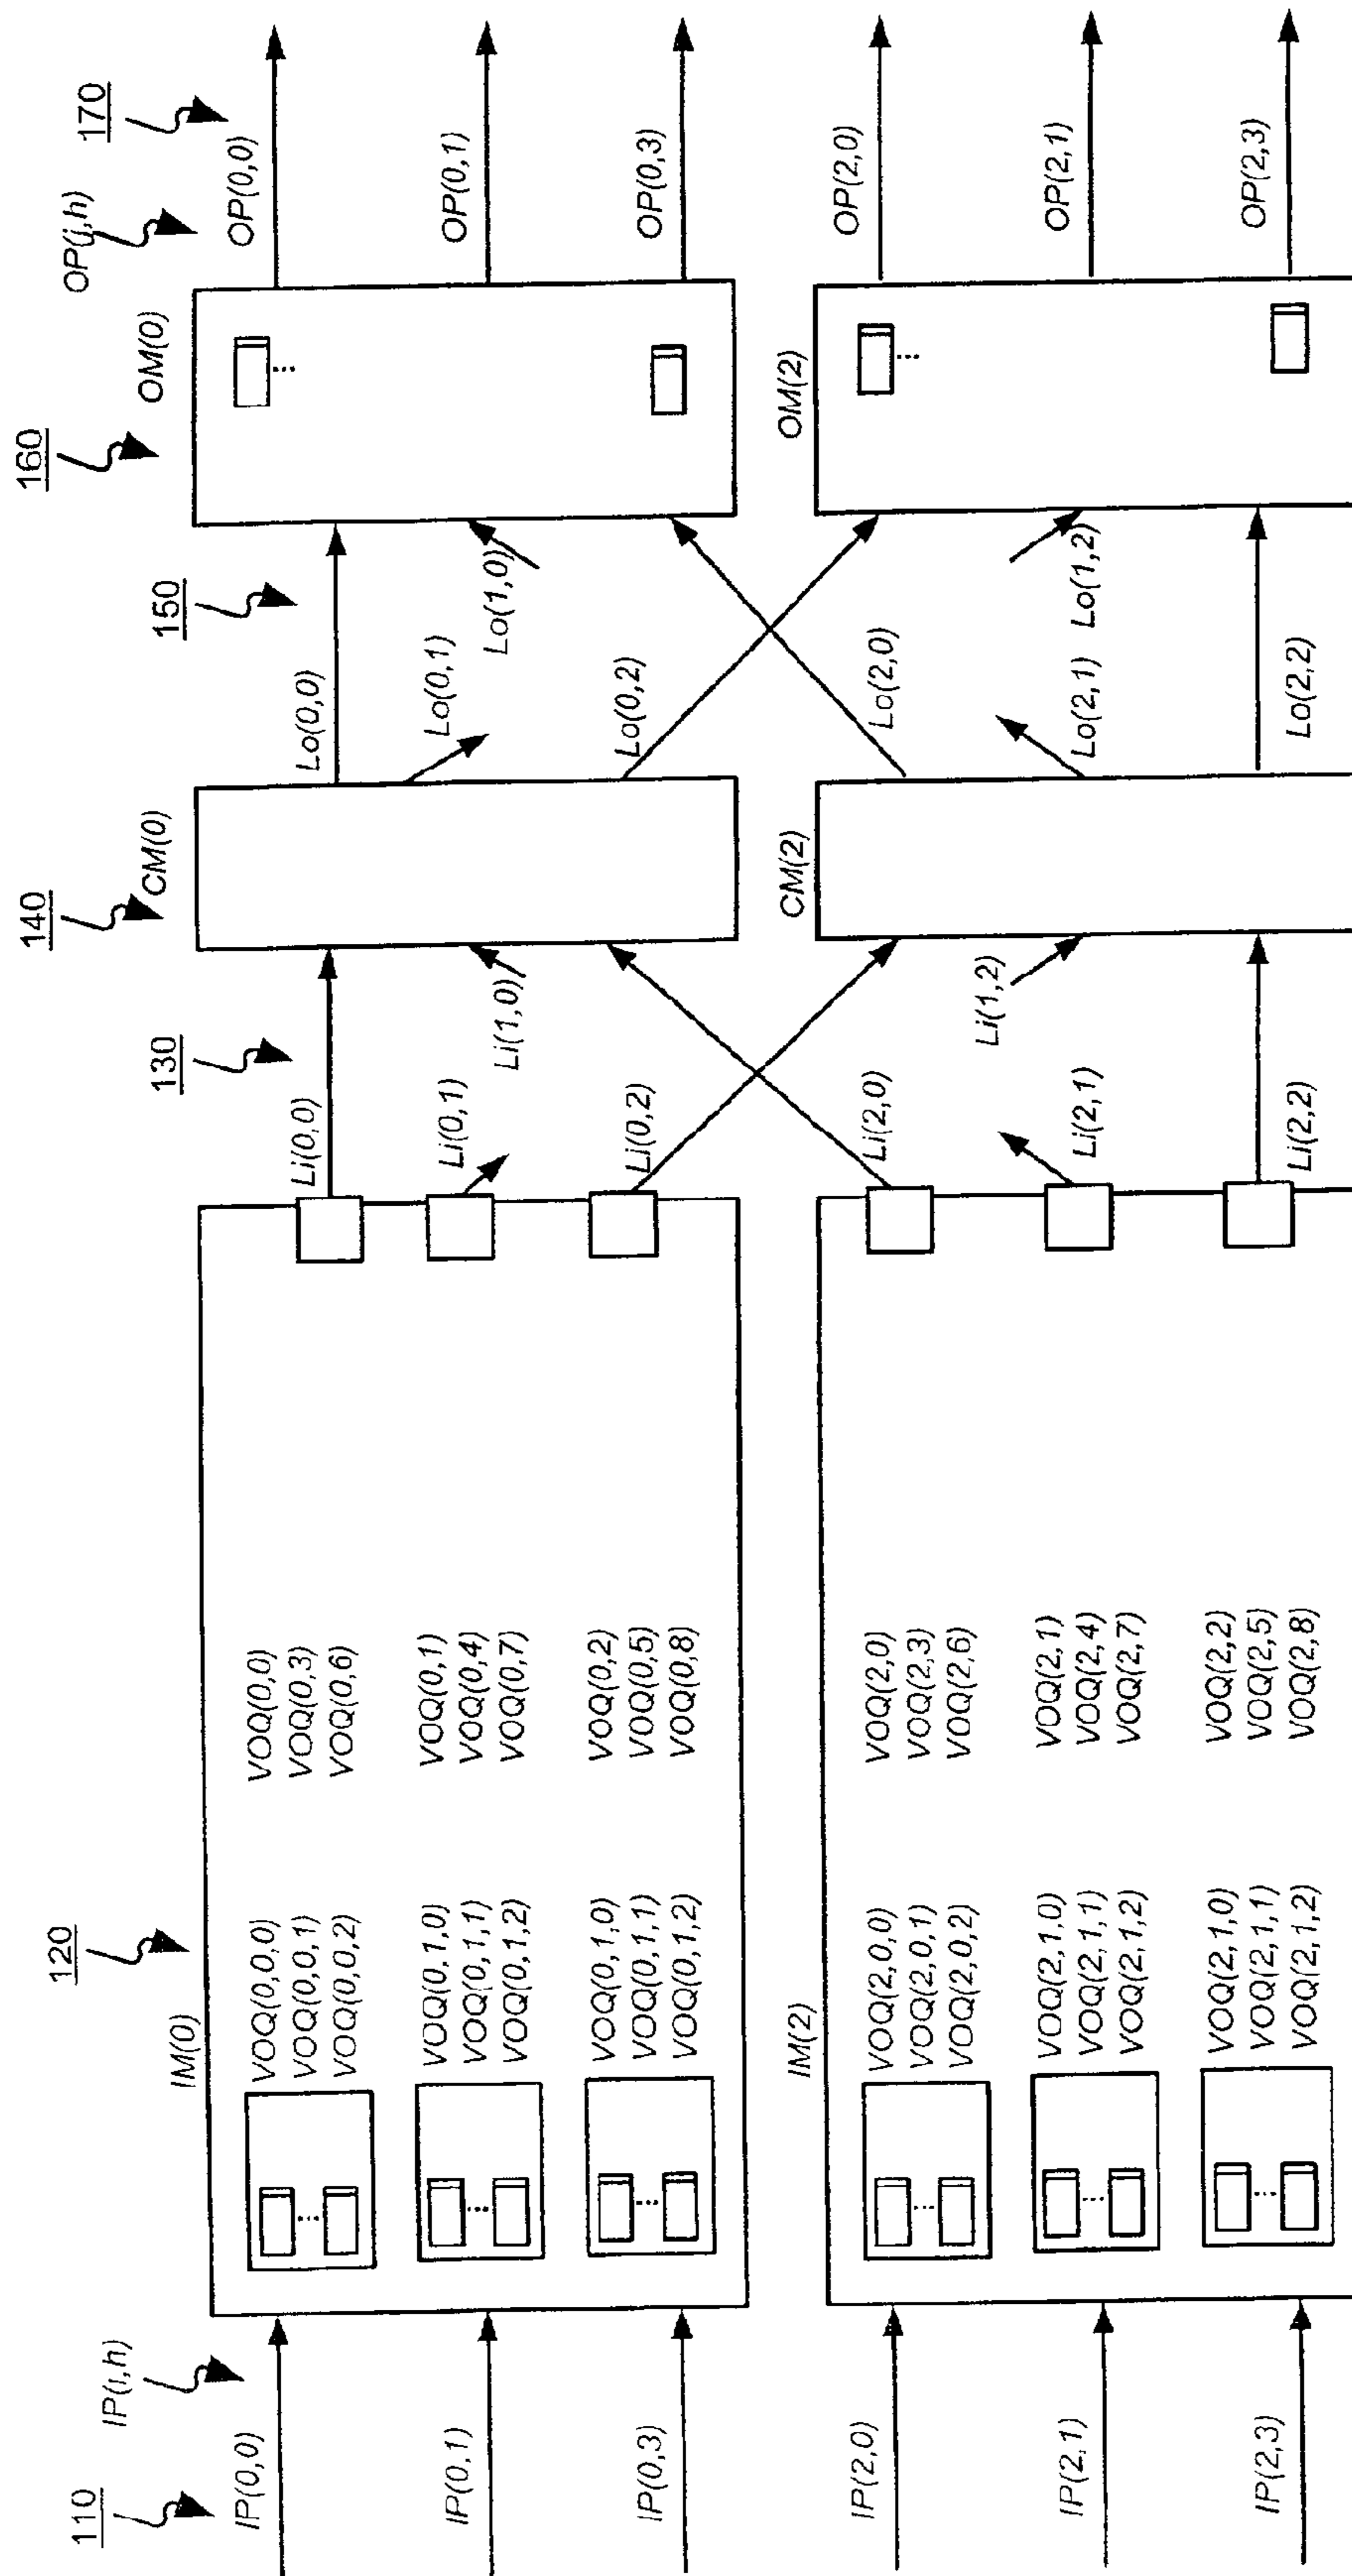 110
IP(i,h)
IP(0,0)
IP(0,1)
IP(0,3)
IP(2,0)
IP(2,1)
IP(2,3)
120
IM(0)
VOQ(0,0,0)
VOQ(0,0,1)
VOQ(0,0,2)
VOQ(0,1,0)
VOQ(0,1,1)
VOQ(0,1,2)
VOQ(0,1,0)
VOQ(0,1,1)
VOQ(0,1,2)
VOQ(0,0)
VOQ(0,3)
VOQ(0,6)
VOQ(0,1)
VOQ(0,4)
VOQ(0,7)
VOQ(0,2)
VOQ(0,5)
VOQ(0,8)
IM(2)
VOQ(2,0,0)
VOQ(2,0,1)
VOQ(2,0,2)
VOQ(2,1,0)
VOQ(2,1,1)
VOQ(2,1,2)
VOQ(2,1,0)
VOQ(2,1,1)
VOQ(2,1,2)
VOQ(2,0)
VOQ(2,3)
VOQ(2,6)
VOQ(2,1)
VOQ(2,4)
VOQ(2,7)
VOQ(2,2)
VOQ(2,5)
VOQ(2,8)
130
Li(0,0)
Li(0,1)
Li(1,0)
Li(0,2)
Li(2,0)
Li(1,2)
Li(2,1)
Li(2,2)
140
CM(0)
CM(2)
150
Lo(0,0)
Lo(0,1)
Lo(1,0)
Lo(0,2)
Lo(2,0)
Lo(2,1)
Lo(1,2)
Lo(2,2)
160
OM(0)
OM(2)
170
OP(j,h)
OP(0,0)
OP(0,1)
OP(0,3)
OP(2,0)
OP(2,1)
OP(2,3)